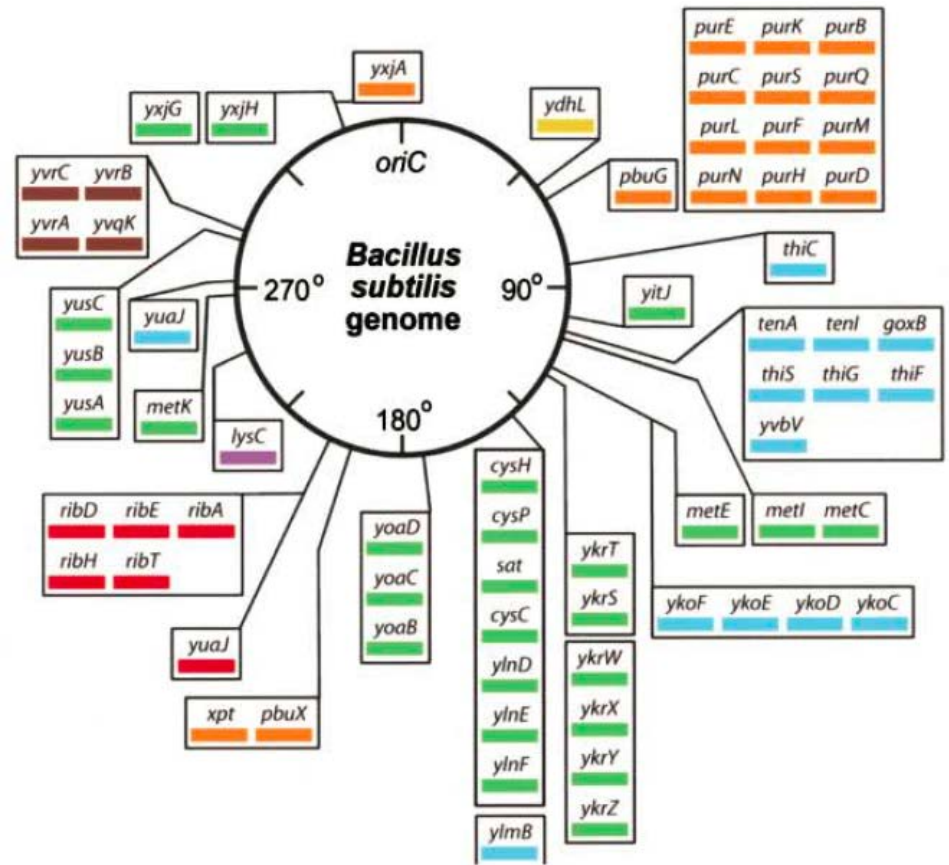 yxjA
yxjG yxjH
ydhL
purE purK purB
purC purS purQ
purL purF purM
purN purH purD
pbuG
oriC
yvrC yvrB
yvrA yvqK
Bacillus
subtilis
genome
270° 90°
180°
thiC
yitJ
yusC
yusB
yusA
yuaJ
metK
lysC
tenA tenI goxB
thiS thiG thiF
yvbV
metE
metI metC
ribD ribE ribA
ribH ribT
yuaJ
xpt pbuX
yoaD
yoaC
yoaB
cysH
cysP
sat
cysC
ylnD
ylnE
ylnF
ylmB
ykrT
ykrS
ykrW
ykrX
ykrY
ykrZ
ykoF ykoE ykoD ykoC